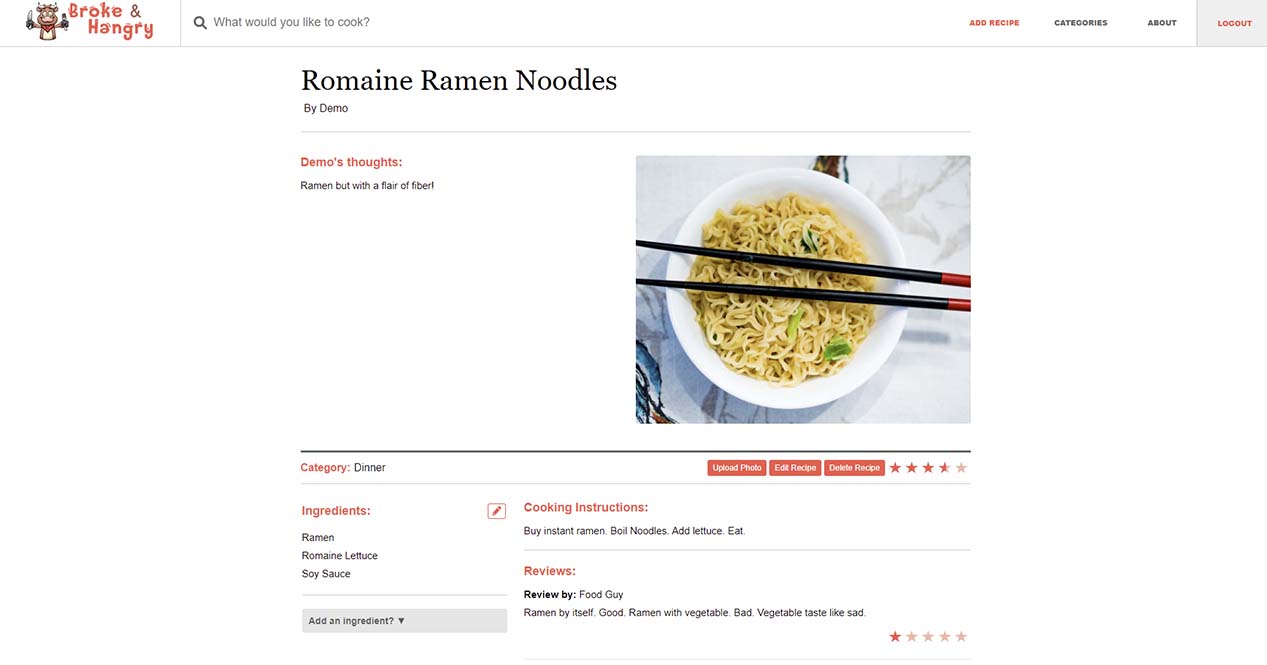 Broke &
Hangry
What would you like to cook?
ADD RECIPE
CATEGORIES
ABOUT
LOGOUT
Romaine Ramen Noodles
By Demo
Demo's thoughts:
Ramen but with a flair of fiber!
Category: Dinner
Upload Photo
Edit Recipe
Delete Recipe
Ingredients:
Ramen
Romaine Lettuce
Soy Sauce
Add an ingredient? ▼
Cooking Instructions:
Buy instant ramen. Boil Noodles. Add lettuce. Eat.
Reviews:
Review by: Food Guy
Ramen by itself. Good. Ramen with vegetable. Bad. Vegetable taste like sad.